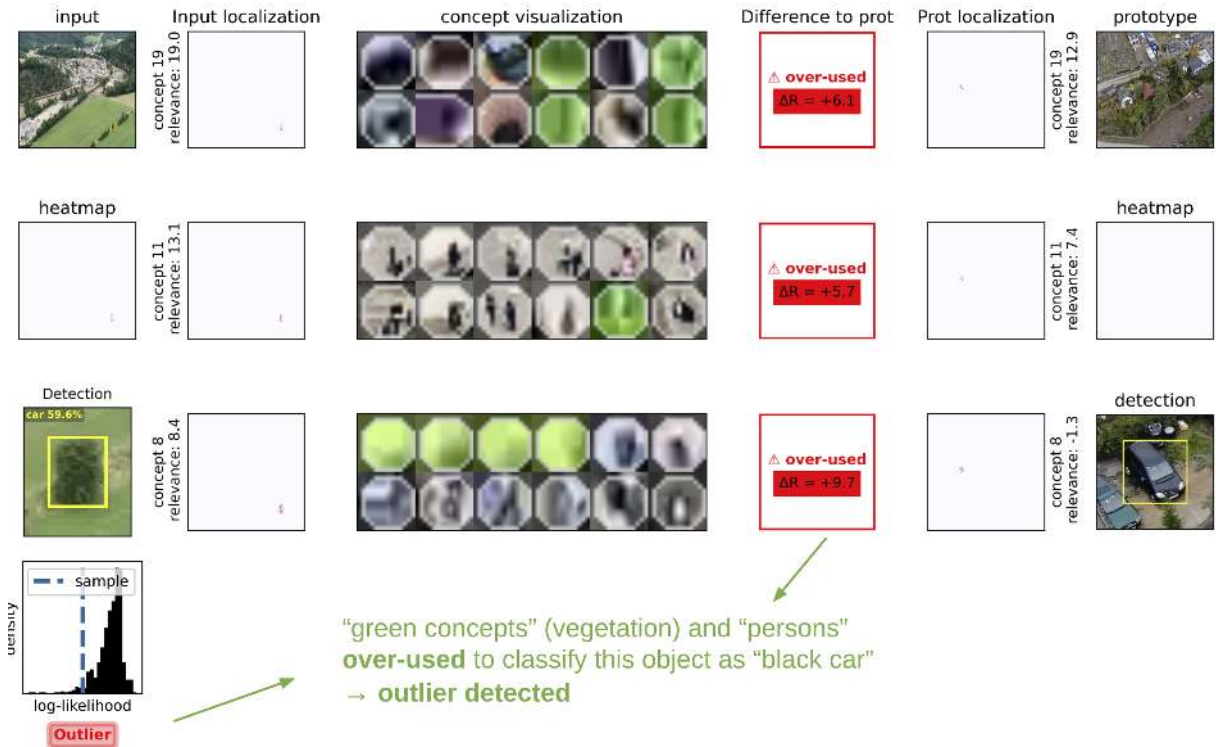 input
Input localization
concept visualization
Difference to prot
Prot localization
prototype
concept 19
relevance: 19.0
⚠ over-used
ΔR = +6.1
concept 19
relevance: 12.9
heatmap
concept 11
relevance: 13.1
⚠ over-used
ΔR = +5.7
concept 11
relevance: 7.4
heatmap
Detection
car 59.6%
concept 8
relevance: 8.4
⚠ over-used
ΔR = +9.7
concept 8
relevance: -1.3
detection
density
sample
log-likelihood
Outlier
“green concepts” (vegetation) and “persons”
over-used to classify this object as “black car”
→ outlier detected